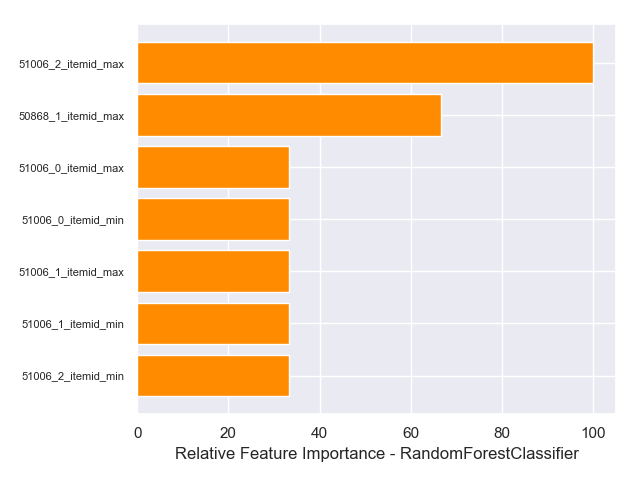 51006_2_itemid_max
50868_1_itemid_max
51006_0_itemid_max
51006_0_itemid_min
51006_1_itemid_max
51006_1_itemid_min
51006_2_itemid_min
0 20 40 60 80 100
Relative Feature Importance - RandomForestClassifier